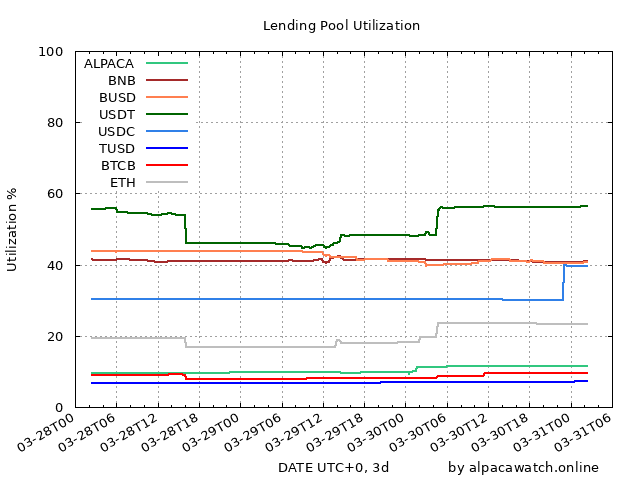 Lending Pool Utilization
100
80
60
40
20
0
Utilization %
ALPACA
BNB
BUSD
USDT
USDC
TUSD
BTCB
ETH
03-28T00
03-28T06
03-28T12
03-28T18
03-29T00
03-29T06
03-29T12
03-29T18
03-30T00
03-30T06
03-30T12
03-30T18
03-31T00
03-31T06
DATE UTC+0, 3d
by alpacawatch.online